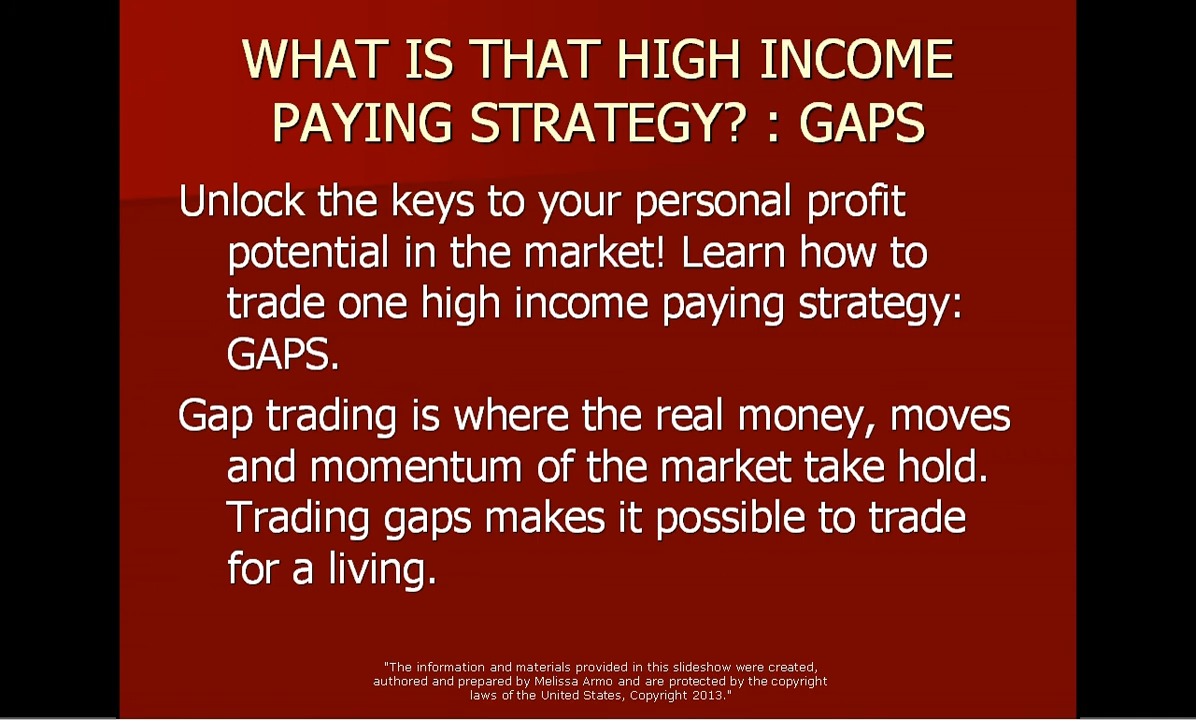 WHAT IS THAT HIGH INCOME
PAYING STRATEGY? : GAPS
Unlock the keys to your personal profit
potential in the market! Learn how to
trade one high income paying strategy:
GAPS.
Gap trading is where the real money, moves
and momentum of the market take hold.
Trading gaps makes it possible to trade
for a living.
"The information and materials provided in this slideshow were created,
authored and prepared by Melissa Armo and are protected by the copyright
laws of the United States, Copyright 2013."